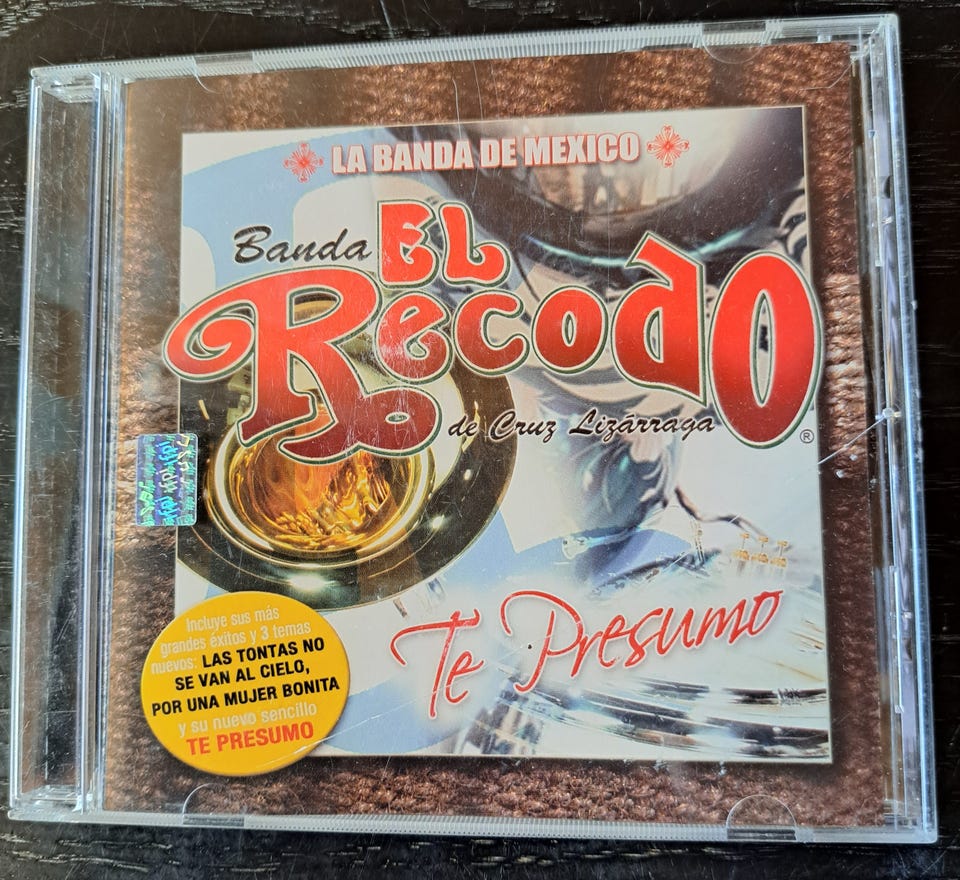 LA BANDA DE MEXICO
Banda EL
RecodO
de Cruz Lizárraga ®
Te Presumo
Incluye sus más
grandes éxitos y 3 temas
nuevos: LAS TONTAS NO
SE VAN AL CIELO,
POR UNA MUJER BONITA
y su nuevo sencillo
TE PRESUMO